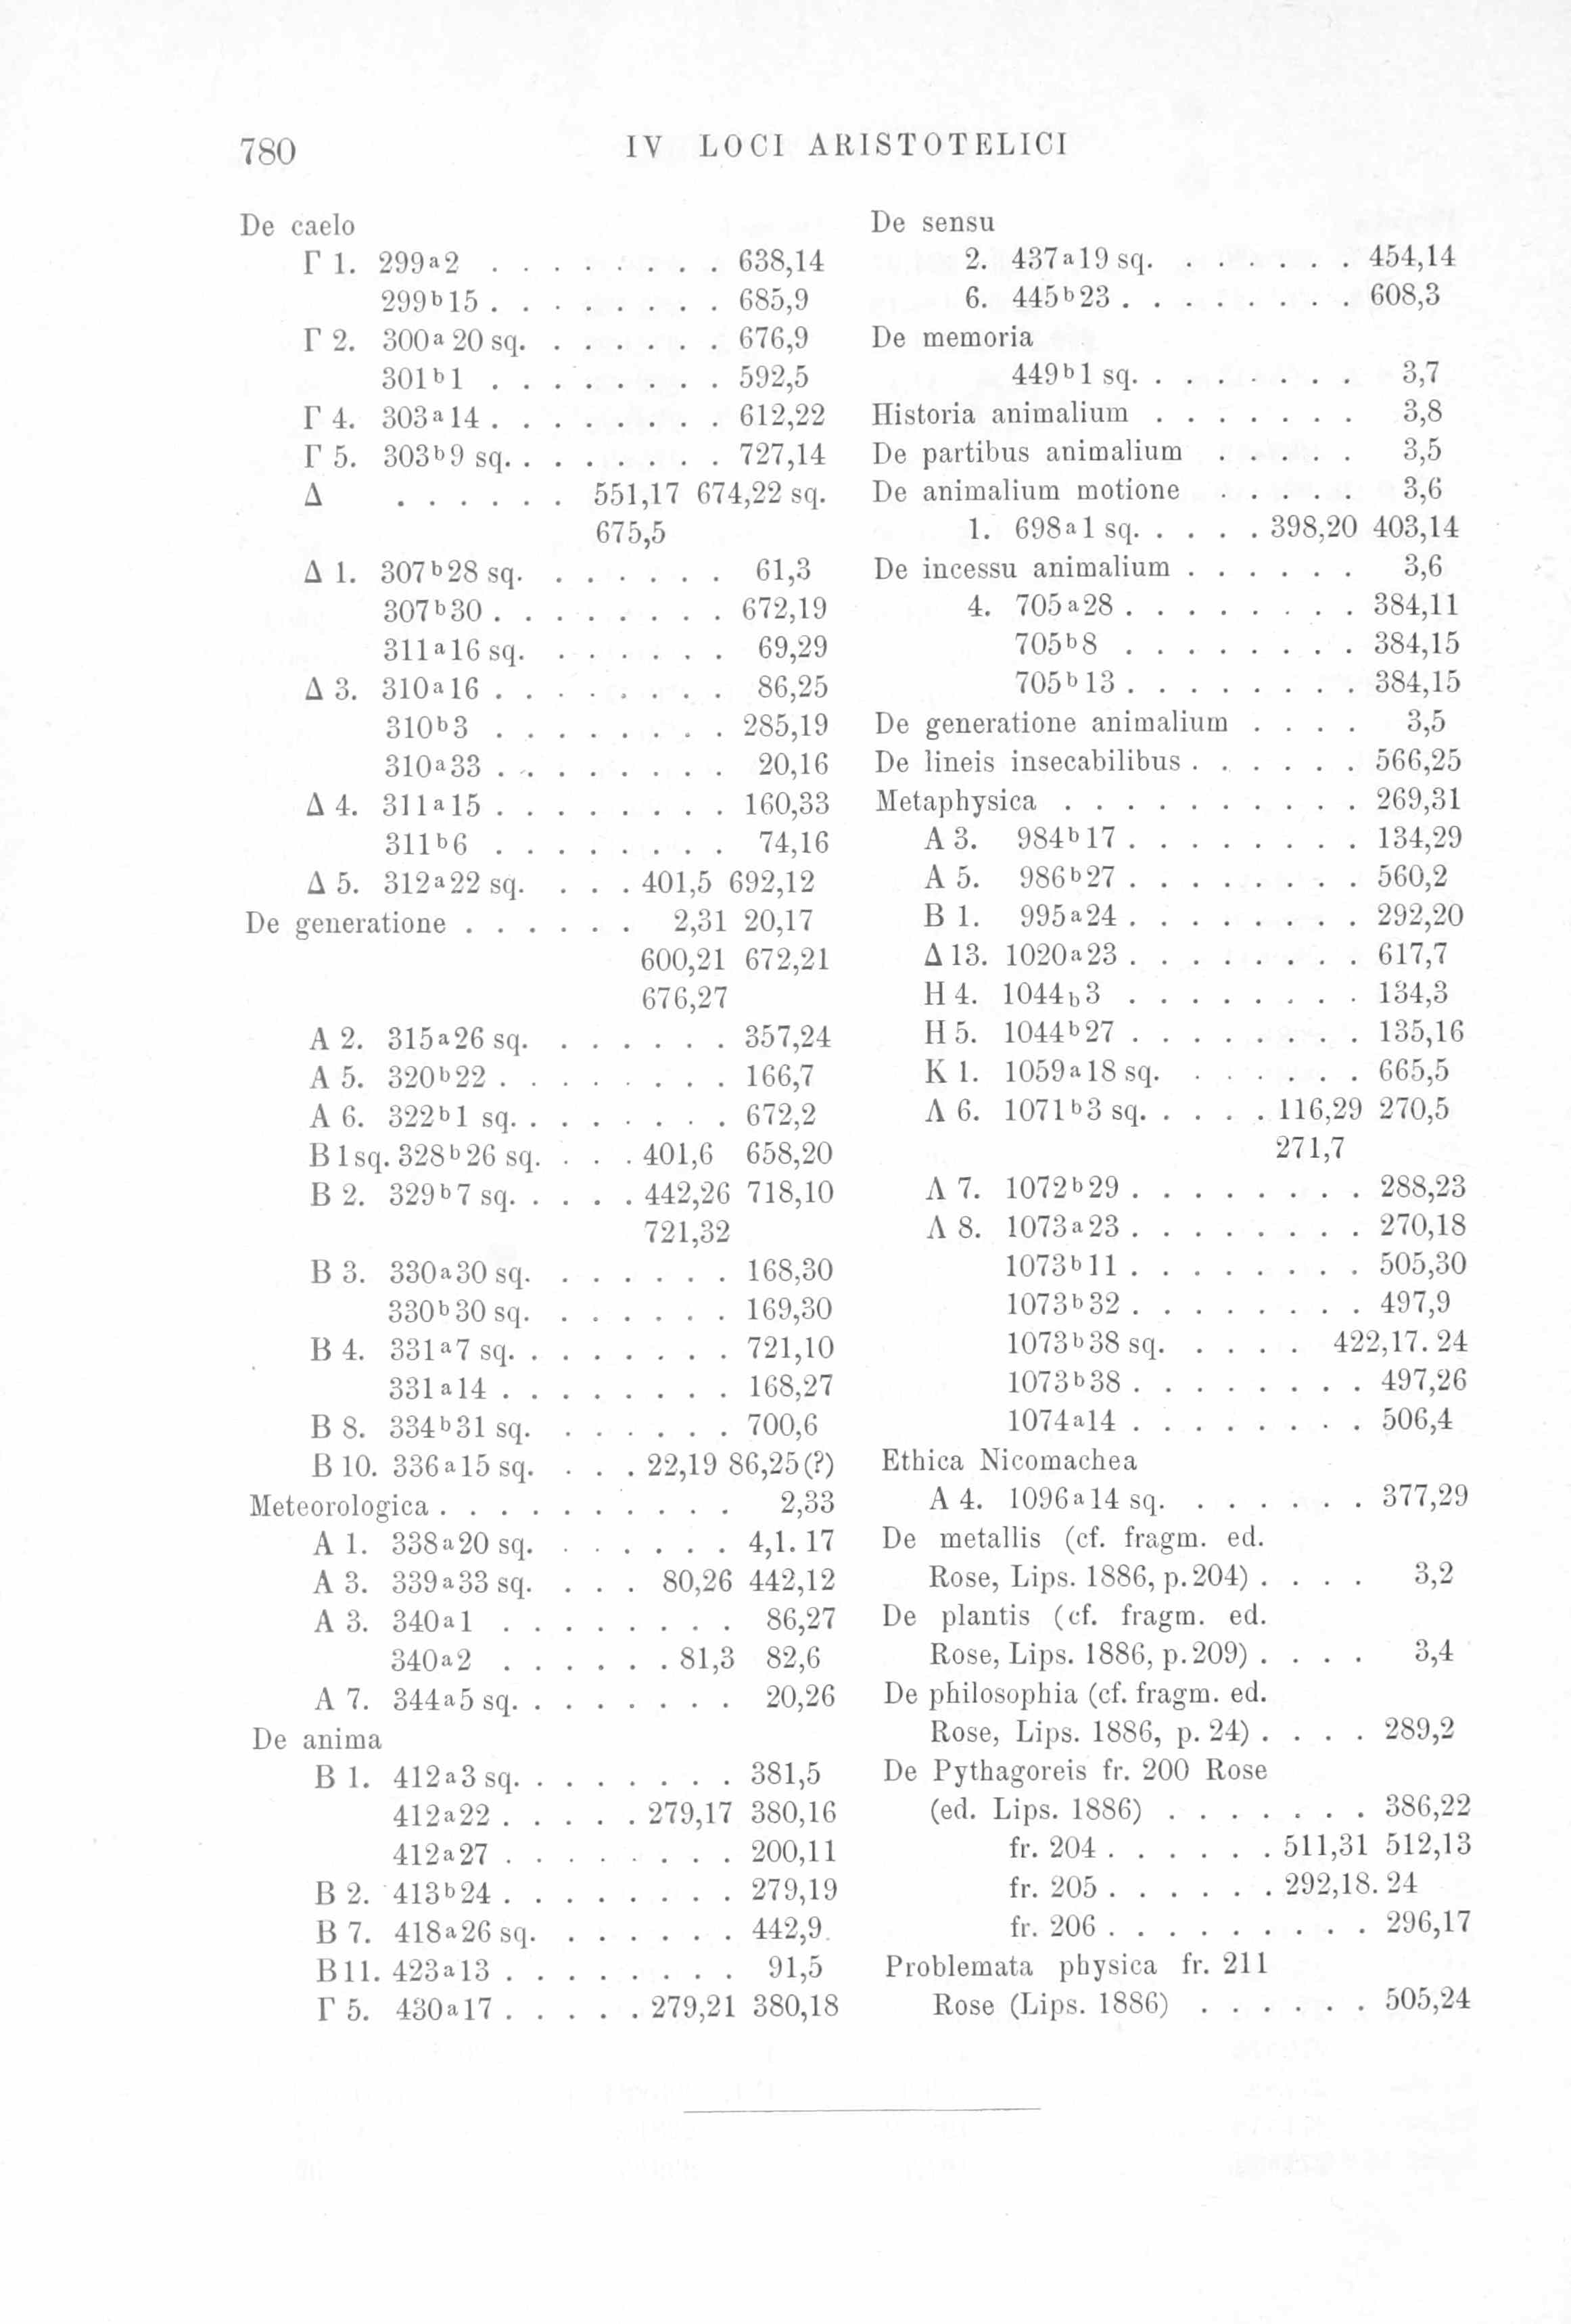 780 IV LOCI ARISTOTELICI
De caelo
Γ 1. 299a2 . . . . . . . . 638,14
299b15 . . . . . . . . 685,9
Γ 2. 300a 20 sq. . . . . . . . 676,9
301b1 . . . . . . . . 592,5
Γ 4. 303a14 . . . . . . . . 612,22
Γ 5. 303b9 sq. . . . . . . . . 727,14
Δ . . . . . . 551,17 674,22 sq.
675,5
Δ 1. 307b28 sq. . . . . . . 61,3
307b30 . . . . . . . . 672,19
311a16 sq. . . . . . . 69,29
Δ 3. 310a16 . . . . . . . . 86,25
310b3 . . . . . . . . 285,19
310a33 . . . . . . . . 20,16
Δ 4. 311a15 . . . . . . . . 160,33
311b6 . . . . . . . . 74,16
Δ 5. 312a22 sq. . . . 401,5 692,12
De generatione . . . . . . 2,31 20,17
600,21 672,21
676,27
A 2. 315a26 sq. . . . . . . 357,24
A 5. 320b22 . . . . . . . . 166,7
A 6. 322b1 sq. . . . . . . . 672,2
B 1 sq. 328b26 sq. . . . 401,6 658,20
B 2. 329b7 sq. . . . . 442,26 718,10
721,32
B 3. 330a30 sq. . . . . . . 168,30
330b30 sq. . . . . . . 169,30
B 4. 331a7 sq. . . . . . . . 721,10
331a14 . . . . . . . . 168,27
B 8. 334b31 sq. . . . . . . 700,6
B 10. 336a15 sq. . . . 22,19 86,25(?)
Meteorologica . . . . . . . . . . 2,33
A 1. 338a20 sq. . . . . . . 4,1. 17
A 3. 339a33 sq. . . . 80,26 442,12
A 3. 340a1 . . . . . . . . 86,27
340a2 . . . . . . 81,3 82,6
A 7. 344a5 sq. . . . . . . . 20,26
De anima
B 1. 412a3 sq. . . . . . . . 381,5
412a22 . . . . . 279,17 380,16
412a27 . . . . . . . . 200,11
B 2. 413b24 . . . . . . . . 279,19
B 7. 418a26 sq. . . . . . . 442,9
B11. 423a13 . . . . . . . . 91,5
Γ 5. 430a17 . . . . . 279,21 380,18
De sensu
2. 437a19 sq. . . . . . . 454,14
6. 445b23 . . . . . . . . 608,3
De memoria
449b1 sq. . . . . . . . 3,7
Historia animalium . . . . . . . 3,8
De partibus animalium . . . . . 3,5
De animalium motione . . . . . 3,6
1. 698a1 sq. . . . . 398,20 403,14
De incessu animalium . . . . . . 3,6
4. 705a28 . . . . . . . . 384,11
705b8 . . . . . . . . 384,15
705b13 . . . . . . . . 384,15
De generatione animalium . . . . 3,5
De lineis insecabilibus . . . . . . 566,25
Metaphysica . . . . . . . . . . 269,31
A 3. 984b17 . . . . . . . . 134,29
A 5. 986b27 . . . . . . . . 560,2
B 1. 995a24 . . . . . . . . 292,20
Δ 13. 1020a23 . . . . . . . . 617,7
H 4. 1044b3 . . . . . . . . 134,3
H 5. 1044b27 . . . . . . . . 135,16
K 1. 1059a18 sq. . . . . . . 665,5
Λ 6. 1071b3 sq. . . . . 116,29 270,5
271,7
Λ 7. 1072b29 . . . . . . . . 288,23
Λ 8. 1073a23 . . . . . . . . 270,18
1073b11 . . . . . . . . 505,30
1073b32 . . . . . . . . 497,9
1073b38 sq. . . . . 422,17. 24
1073b38 . . . . . . . . 497,26
1074a14 . . . . . . . . 506,4
Ethica Nicomachea
A 4. 1096a14 sq. . . . . . . 377,29
De metallis (cf. fragm. ed.
Rose, Lips. 1886, p. 204) . . . . 3,2
De plantis (cf. fragm. ed.
Rose, Lips. 1886, p. 209) . . . . 3,4
De philosophia (cf. fragm. ed.
Rose, Lips. 1886, p. 24) . . . . 289,2
De Pythagoreis fr. 200 Rose
(ed. Lips. 1886) . . . . . . . 386,22
fr. 204 . . . . . . 511,31 512,13
fr. 205 . . . . . . 292,18. 24
fr. 206 . . . . . . . . . 296,17
Problemata physica fr. 211
Rose (Lips. 1886) . . . . . . 505,24